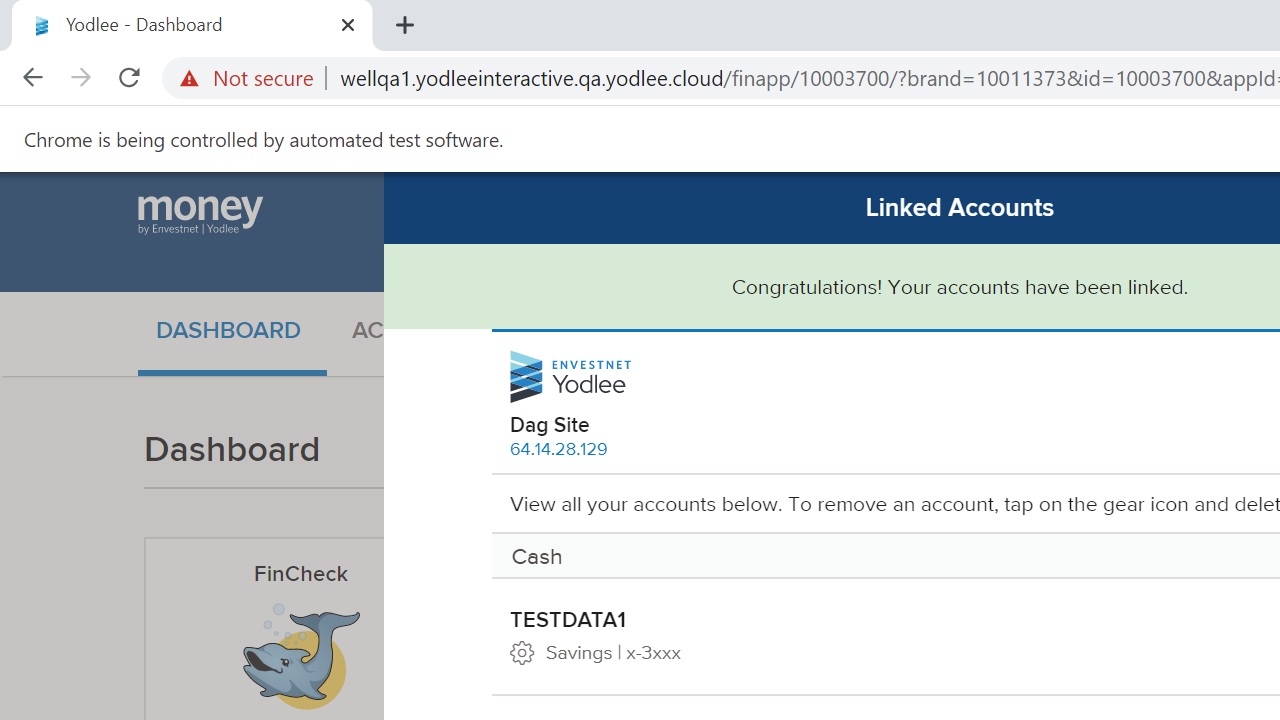 Yodlee - Dashboard
Not secure | wellqa1.yodleeinteractive.qa.yodlee.cloud/finapp/10003700/?brand=10011373&id=10003700&appId=
Chrome is being controlled by automated test software.
money
by Envestnet | Yodlee
Linked Accounts
Congratulations! Your accounts have been linked.
DASHBOARD AC
ENVESTNET
Yodlee
Dag Site
64.14.28.129
Dashboard
View all your accounts below. To remove an account, tap on the gear icon and delet
Cash
FinCheck
TESTDATA1
Savings | x-3xxx